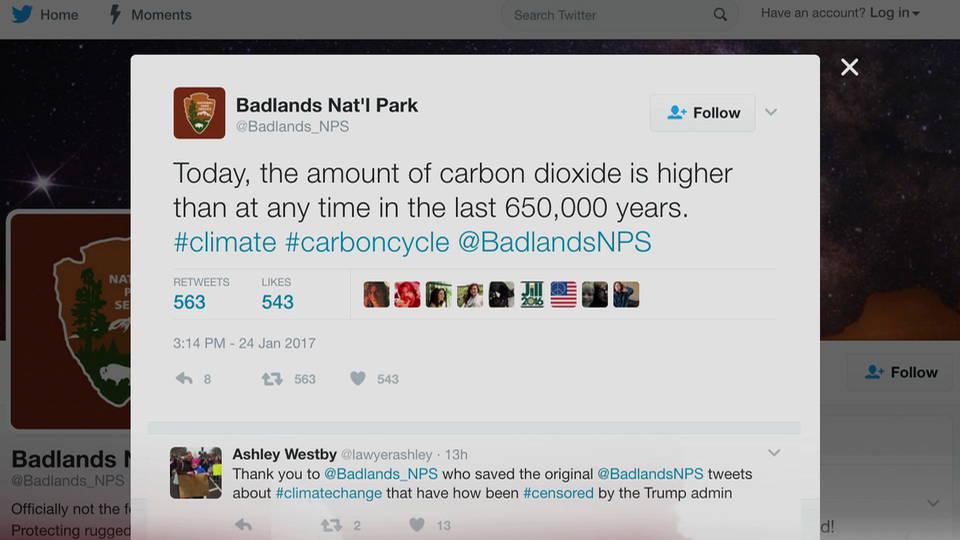 Home
Moments
Search Twitter
Have an account? Log in
Badlands Nat'l Park
@Badlands_NPS
Follow
Today, the amount of carbon dioxide is higher
than at any time in the last 650,000 years.
#climate #carboncycle @BadlandsNPS
RETWEETS
LIKES
563
543
Jill
2016
3:14 PM - 24 Jan 2017
8
563
543
Follow
Ashley Westby @lawyerashley · 13h
Thank you to @Badlands_NPS who saved the original @BadlandsNPS tweets
about #climatechange that have how been #censored by the Trump admin
2
13
Badlands N
@Badlands_NPS
Officially not the f
Protecting rugged
d!